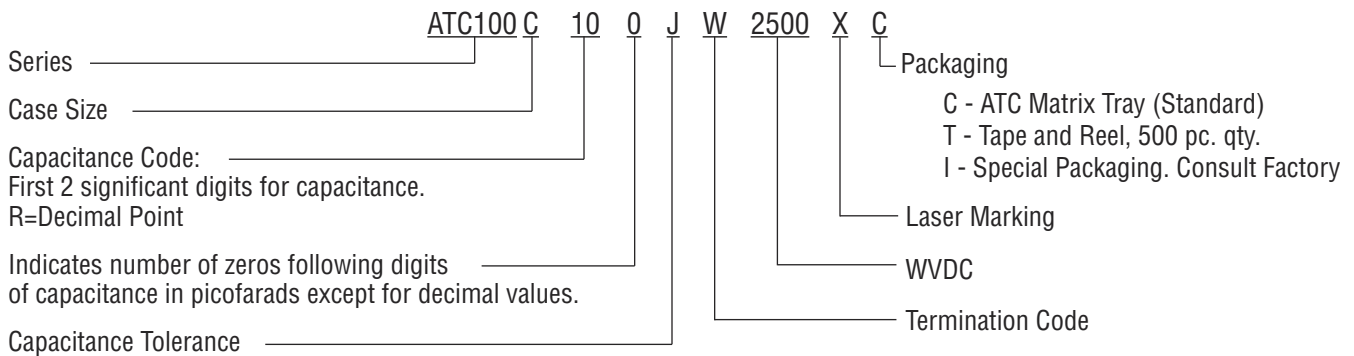 ATC100 C 10 0 J W 2500 X C
Series
Case Size
Capacitance Code:
First 2 significant digits for capacitance.
R=Decimal Point
Indicates number of zeros following digits
of capacitance in picofarads except for decimal values.
Capacitance Tolerance
Packaging
C - ATC Matrix Tray (Standard)
T - Tape and Reel, 500 pc. qty.
I - Special Packaging. Consult Factory
Laser Marking
WVDC
Termination Code